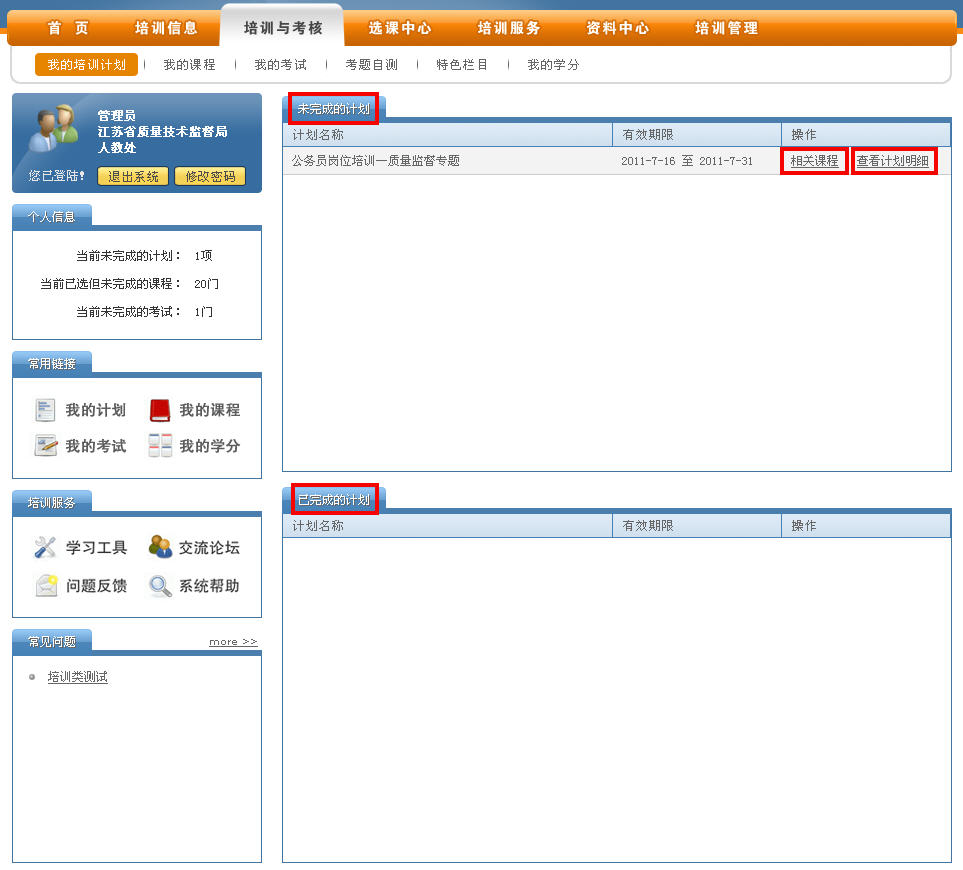 首 页 培训信息 培训与考核 选课中心 培训服务 资料中心 培训管理
我的培训计划 | 我的课程 | 我的考试 | 考题自测 | 特色栏目 | 我的学分
管理员
江苏省质量技术监督局
人教处
您已登陆! 退出系统 修改密码
个人信息
当前未完成的计划： 1项
当前已选但未完成的课程： 20门
当前未完成的考试： 1门
常用链接
我的计划 我的课程
我的考试 我的学分
培训服务
学习工具 交流论坛
问题反馈 系统帮助
常见问题 more >>
培训类测试
未完成的计划
计划名称 有效期限 操作
公务员岗位培训—质量监督专题 2011-7-16 至 2011-7-31 相关课程 查看计划明细
已完成的计划
计划名称 有效期限 操作